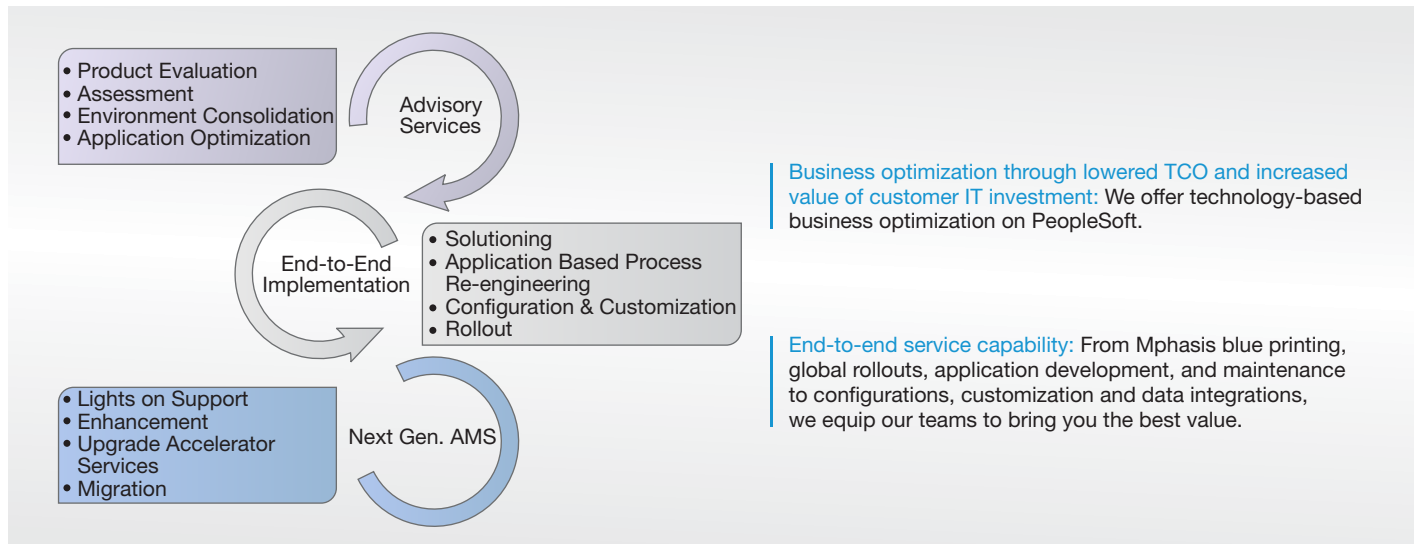 • Product Evaluation
• Assessment
• Environment Consolidation
• Application Optimization
Advisory
Services
End-to-End
Implementation
• Solutioning
• Application Based Process
Re-engineering
• Configuration & Customization
• Rollout
• Lights on Support
• Enhancement
• Upgrade Accelerator
Services
• Migration
Next Gen. AMS
Business optimization through lowered TCO and increased
value of customer IT investment: We offer technology-based
business optimization on PeopleSoft.
End-to-end service capability: From Mphasis blue printing,
global rollouts, application development, and maintenance
to configurations, customization and data integrations,
we equip our teams to bring you the best value.